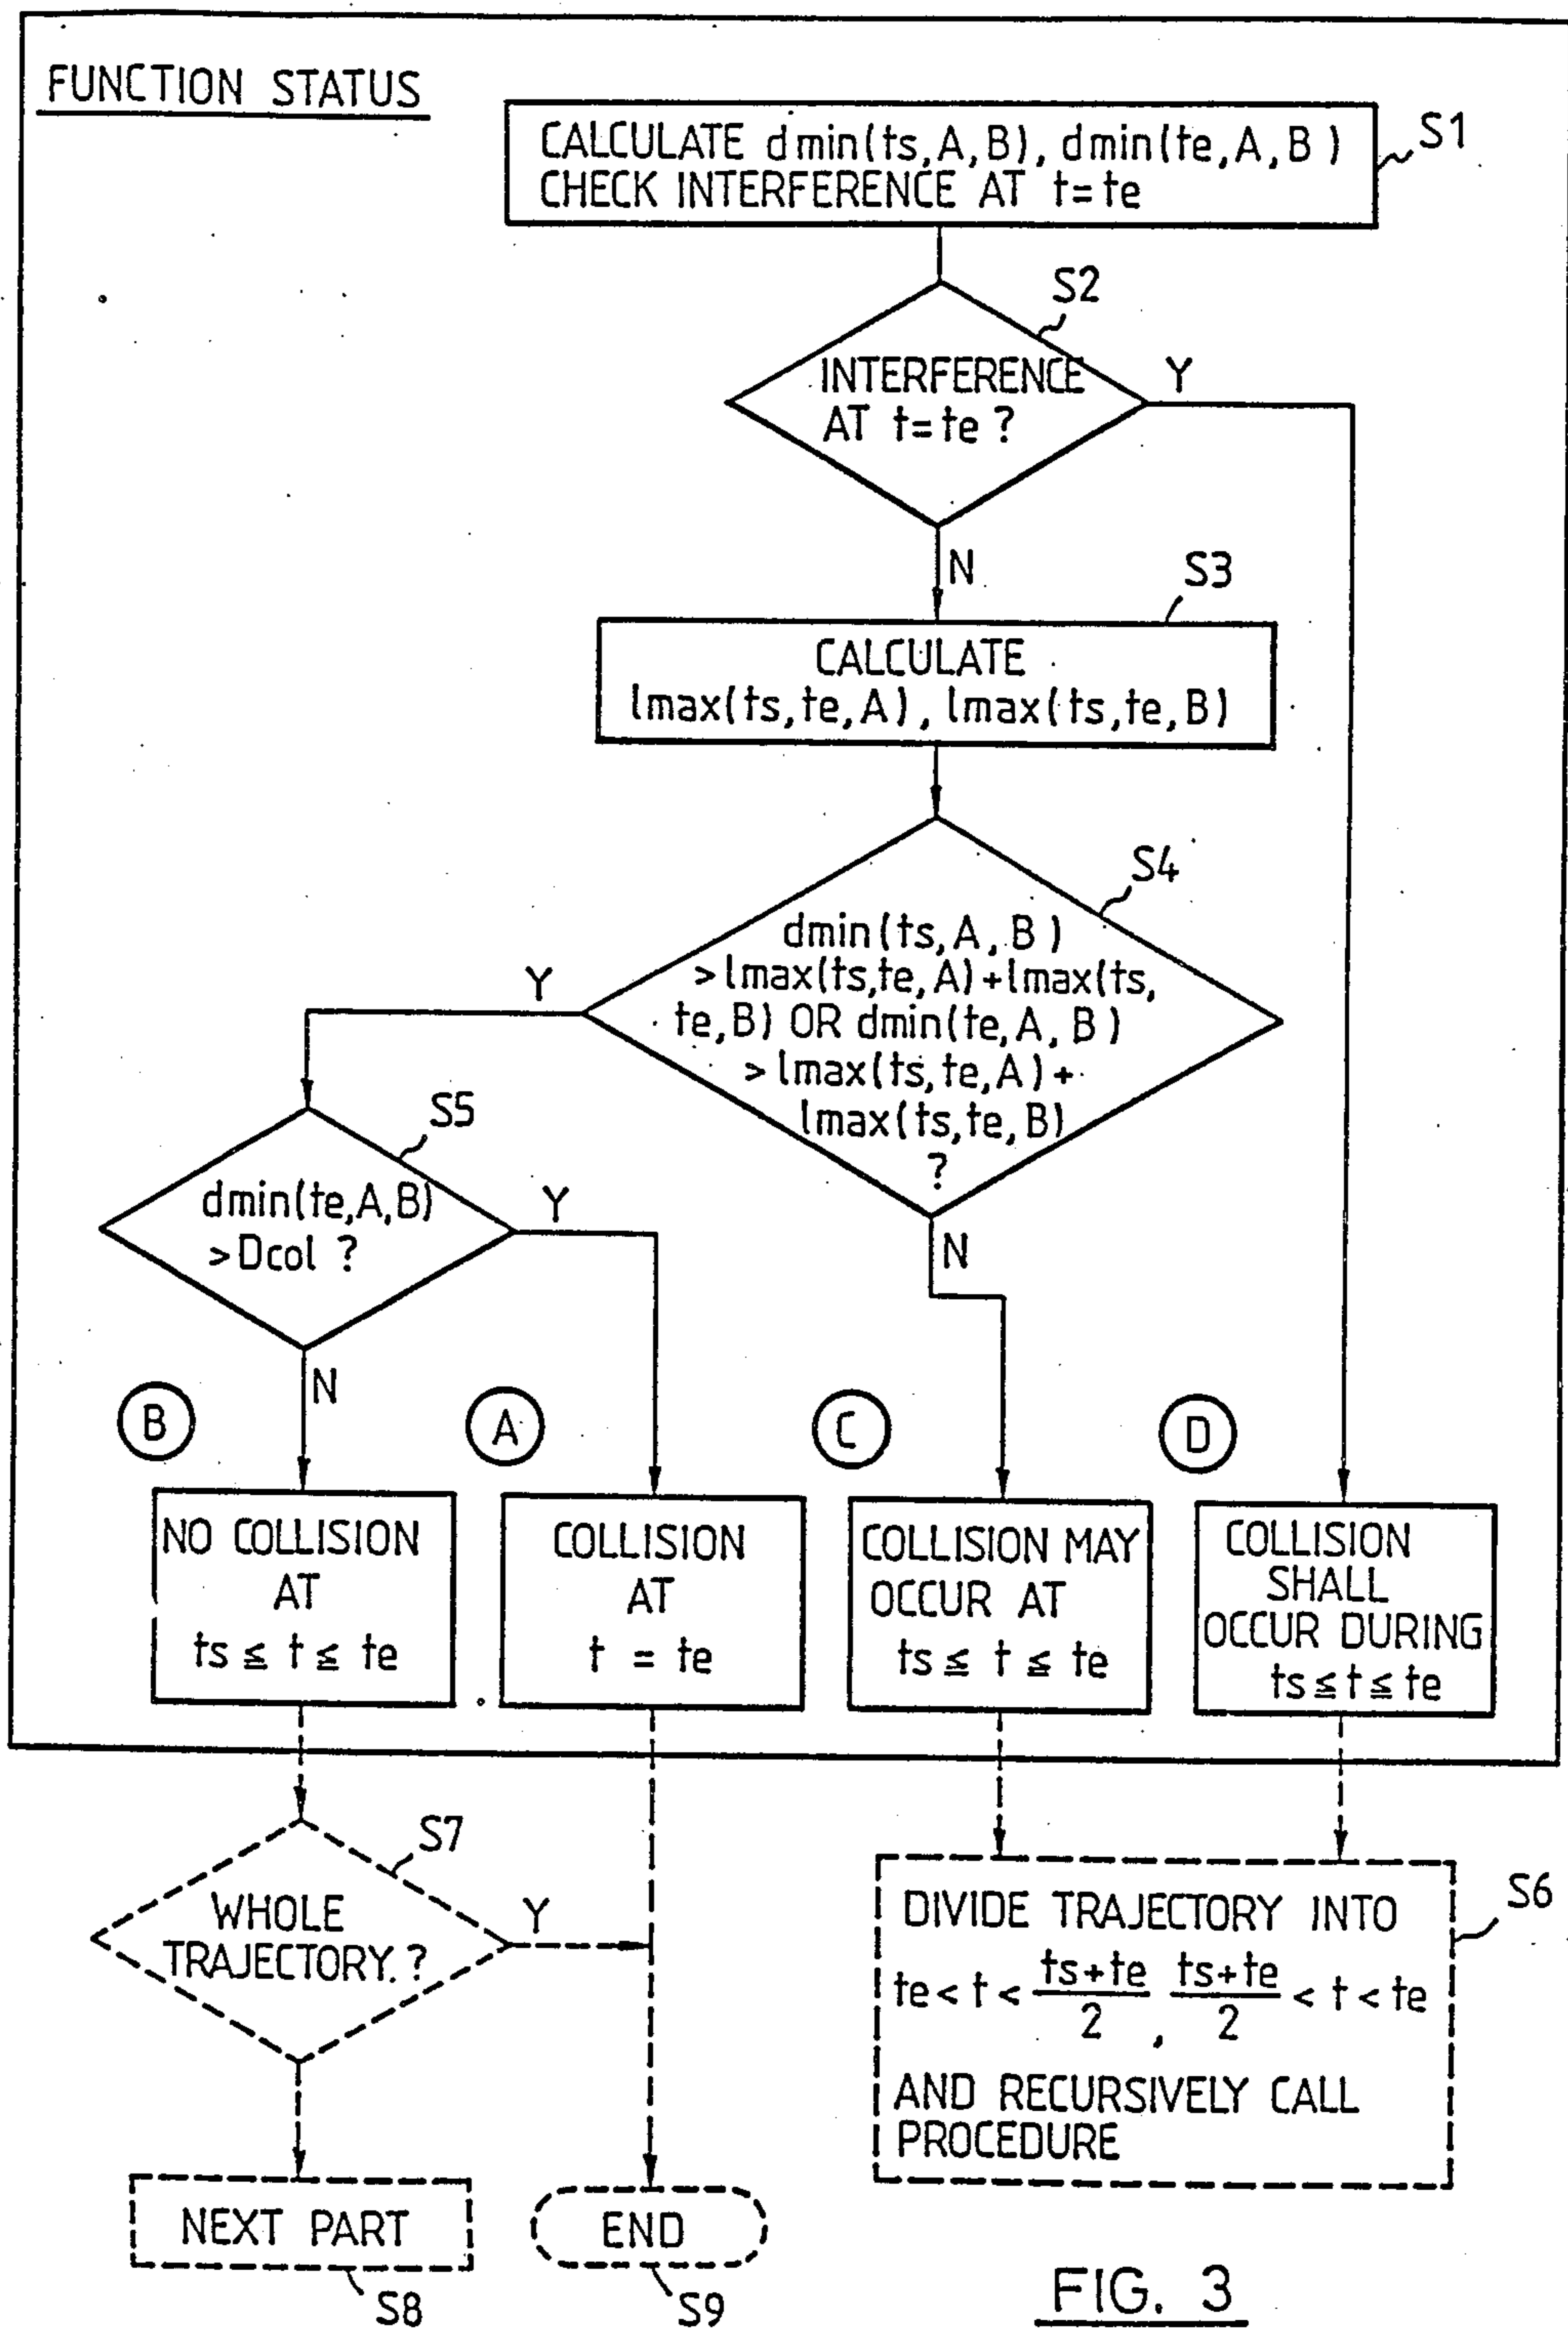 FUNCTION STATUS
CALCULATE dmin(ts,A,B), dmin(te,A,B)
CHECK INTERFERENCE AT t=te
S1
S2
INTERFERENCE
AT t=te ?
Y
N
S3
CALCULATE
lmax(ts,te,A), lmax(ts,te,B)
S4
dmin(ts,A,B)
>lmax(ts,te,A)+lmax(ts,
te,B) OR dmin(te,A,B)
>lmax(ts,te,A)+
lmax(ts,te,B)
?
Y
N
S5
dmin(te,A,B)
>Dcol ?
Y
N
B
A
C
D
NO COLLISION
AT
ts ≦ t ≦ te
COLLISION
AT
t = te
COLLISION MAY
OCCUR AT
ts ≦ t ≦ te
COLLISION
SHALL
OCCUR DURING
ts ≦ t ≦ te
S7
WHOLE
TRAJECTORY.?
Y
S6
DIVIDE TRAJECTORY INTO
te < t < ts+te/2 , ts+te/2 < t < te
AND RECURSIVELY CALL
PROCEDURE
NEXT PART
S8
END
S9
FIG. 3